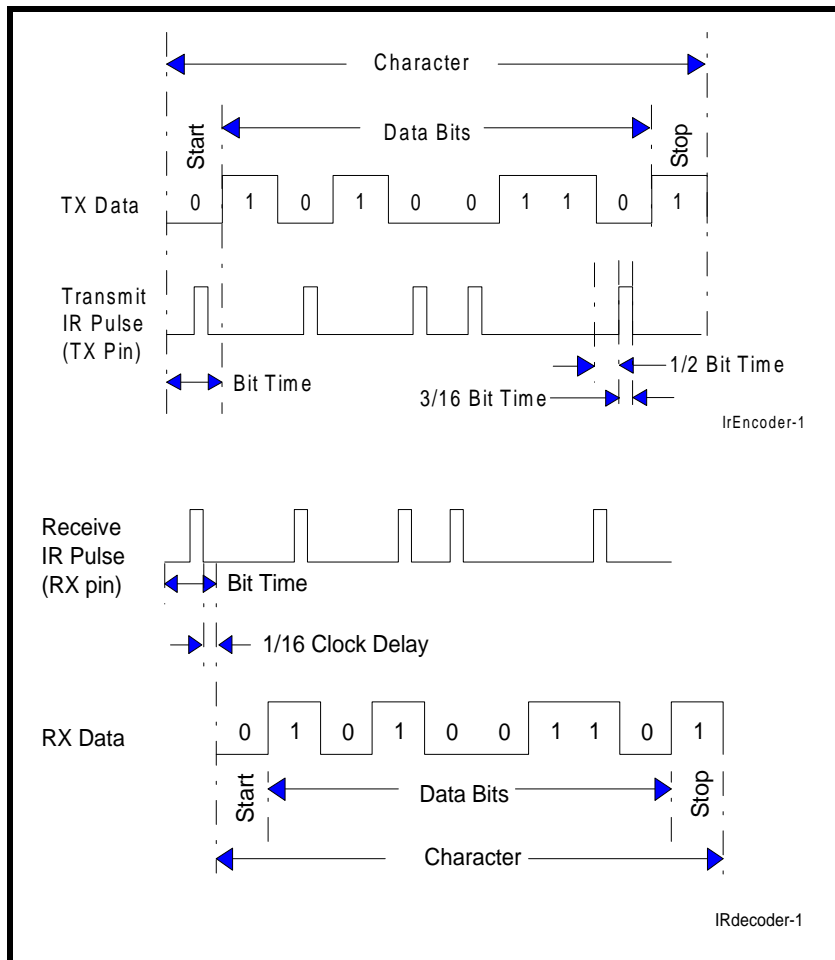 Character
Start
Data Bits
Stop
TX Data
0 1 0 1 0 0 1 1 0 1
Transmit
IR Pulse
(TX Pin)
Bit Time
1/2 Bit Time
3/16 Bit Time
IrEncoder-1
Receive
IR Pulse
(RX pin)
Bit Time
1/16 Clock Delay
RX Data
0 1 0 1 0 0 1 1 0 1
Start
Data Bits
Stop
Character
IRdecoder-1